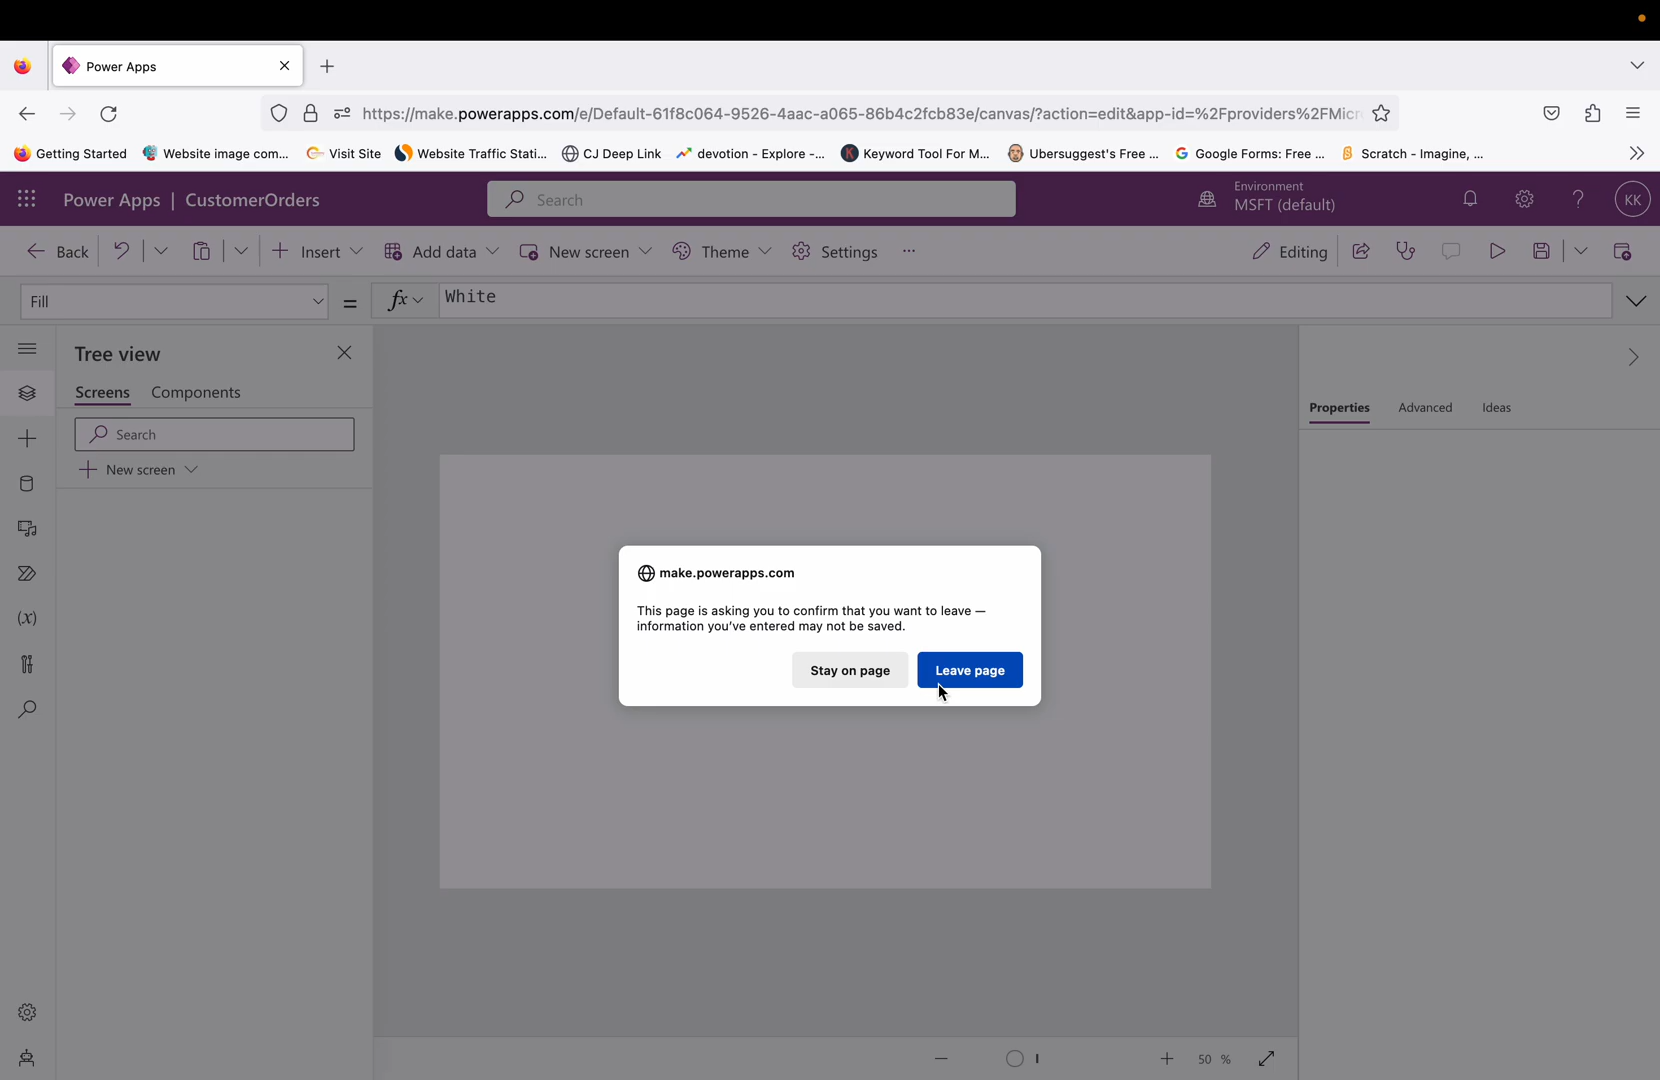 Power Apps
https://make.powerapps.com/e/Default-61f8c064-9526-4aac-a065-86b4c2fcb83e/canvas/?action=edit&app-id=%2Fproviders%2FMicr
Getting Started
Website image com...
Visit Site
Website Traffic Stati...
CJ Deep Link
devotion - Explore -...
Keyword Tool For M...
Ubersuggest's Free ...
Google Forms: Free ...
Scratch - Imagine, ...
Power Apps | CustomerOrders
Search
Environment
MSFT (default)
KK
Back
Insert
Add data
New screen
Theme
Settings
Editing
Fill
=
fx
White
Tree view
Screens
Components
Search
New screen
Properties
Advanced
Ideas
(x)
make.powerapps.com
This page is asking you to confirm that you want to leave —
information you've entered may not be saved.
Stay on page
Leave page
50 %